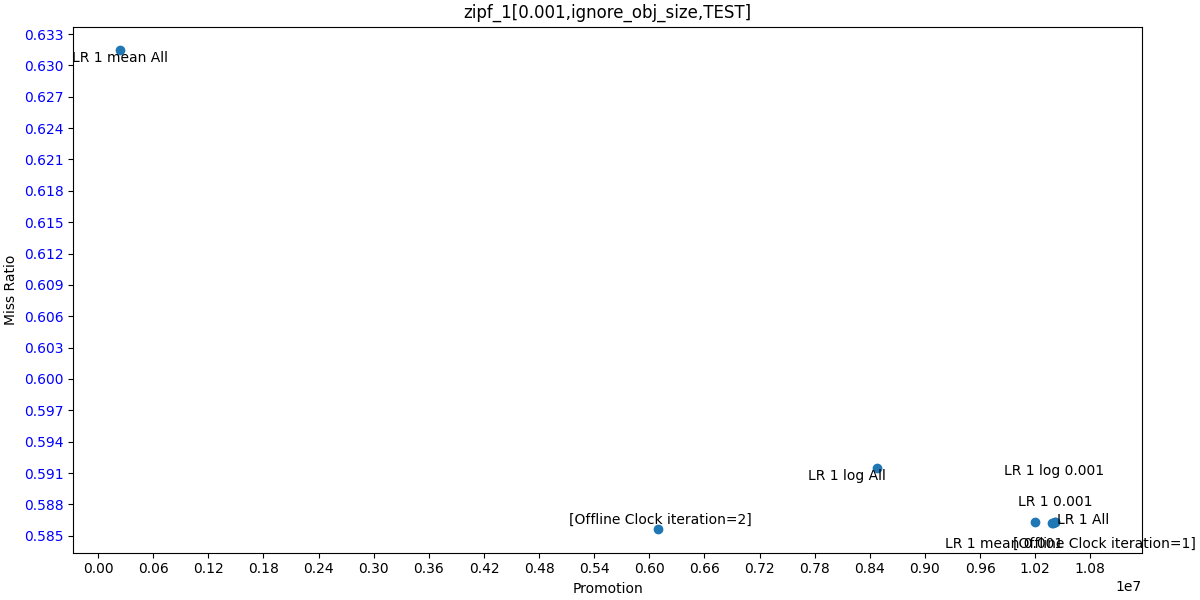 zipf_1[0.001,ignore_obj_size,TEST]
0.633
LR 1 mean All
0.630
0.627
0.624
0.621
0.618
0.615
0.612
0.609
0.606
0.603
0.600
0.597
0.594
0.591
0.588
0.585
Miss Ratio
LR 1 log All
LR 1 log 0.001
LR 1 0.001
[Offline Clock iteration=2]
LR 1 All
LR 1 mean 0.001
[Offline Clock iteration=1]
0.00 0.06 0.12 0.18 0.24 0.30 0.36 0.42 0.48 0.54 0.60 0.66 0.72 0.78 0.84 0.90 0.96 1.02 1.08
1e7
Promotion